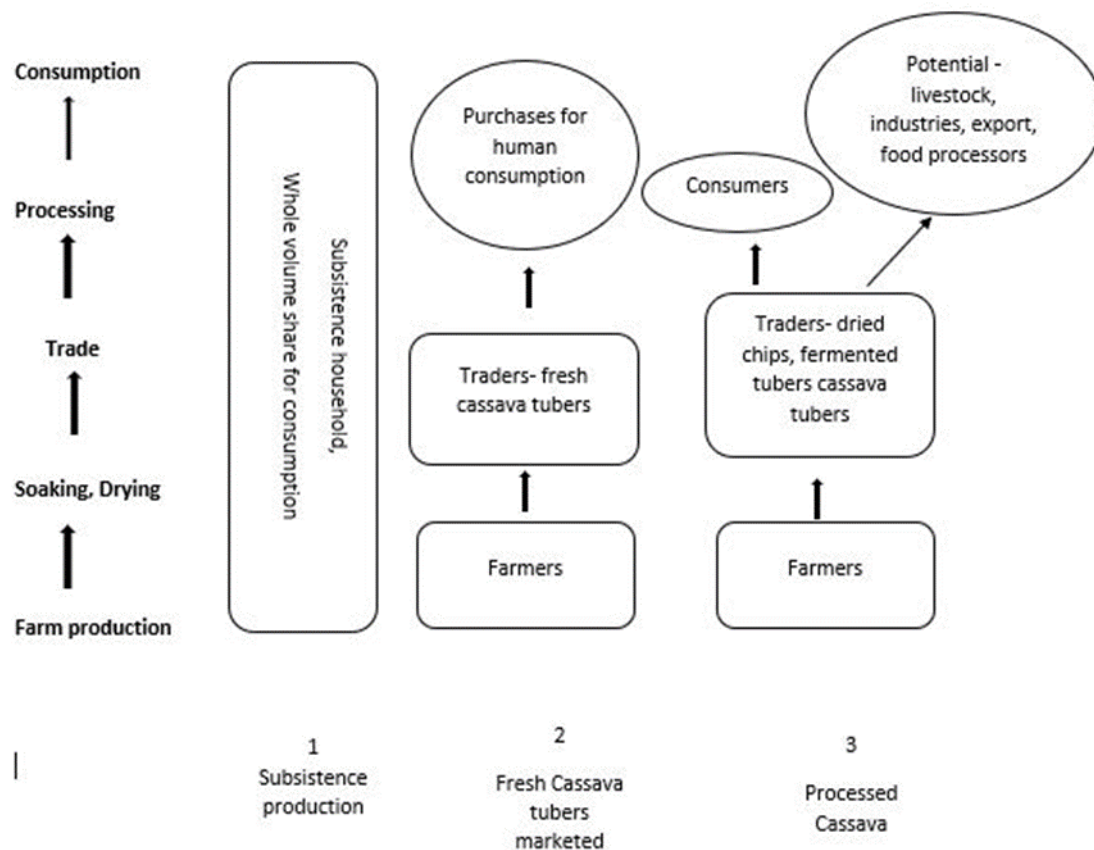 Consumption
Processing
Trade
Soaking, Drying
Farm production
Subsistence household,
Whole volume share for consumption
Purchases for
human
consumption
Traders- fresh
cassava tubers
Farmers
Consumers
Potential -
livestock,
industries, export,
food processors
Traders- dried
chips, fermented
tubers cassava
tubers
Farmers
1
Subsistence
production
2
Fresh Cassava
tubers
marketed
3
Processed
Cassava